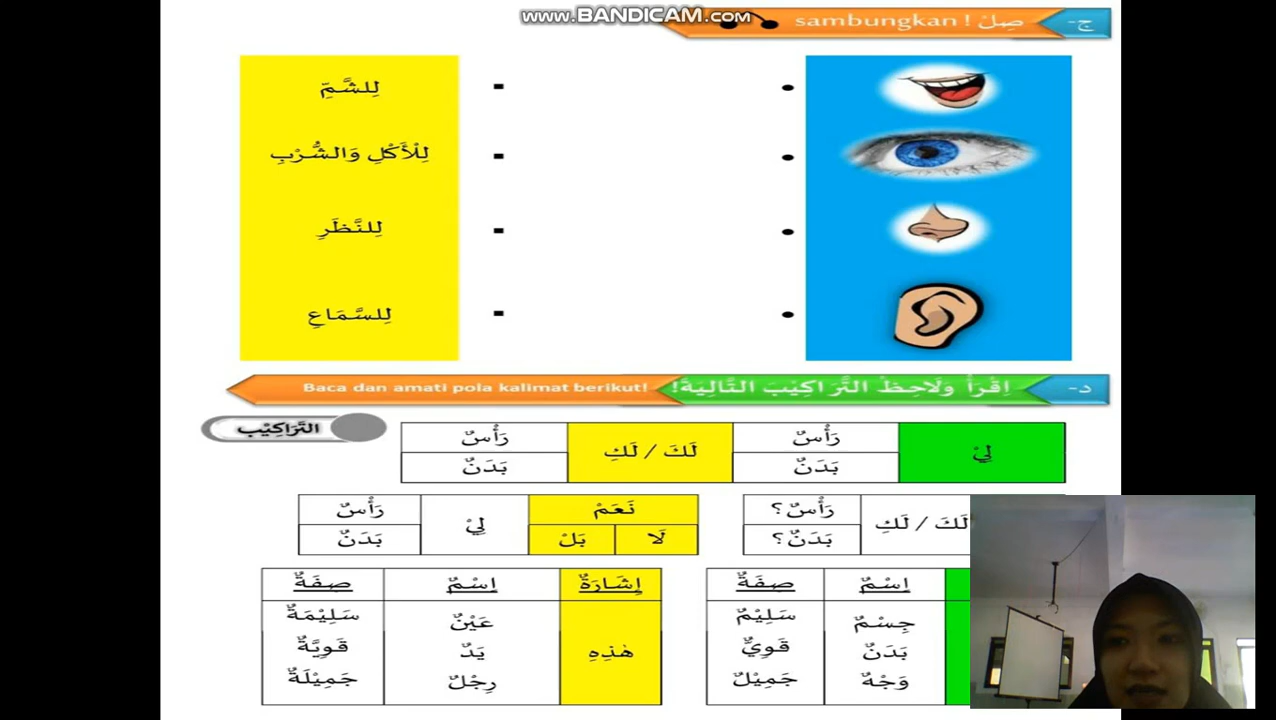 www.BANDICAM.com
ج- صِلْ ! sambungkan
لِلشَّمِّ
لِلْأَكْلِ وَالشُّرْبِ
لِلنَّظَرِ
لِلسَّمَاعِ
د- اِقْرَأْ وَلَاحِظْ التَّرَاكِيْبَ التَّالِيَةَ! Baca dan amati pola kalimat berikut!
التَّرَاكِيْب
لِيْ رَأْسٌ لَكَ / لَكِ رَأْسٌ
بَدَنٌ بَدَنٌ
لَكَ / لَكِ رَأْسٌ؟ نَعَمْ لِيْ رَأْسٌ
بَدَنٌ؟ لَا بَلْ بَدَنٌ
اِسْمٌ صِفَةٌ إِشَارَةٌ اِسْمٌ صِفَةٌ
جِسْمٌ سَلِيْمٌ هٰذِهِ عَيْنٌ سَلِيْمَةٌ
بَدَنٌ قَوِيٌّ يَدٌ قَوِيَّةٌ
وَجْهٌ جَمِيْلٌ رِجْلٌ جَمِيْلَةٌ